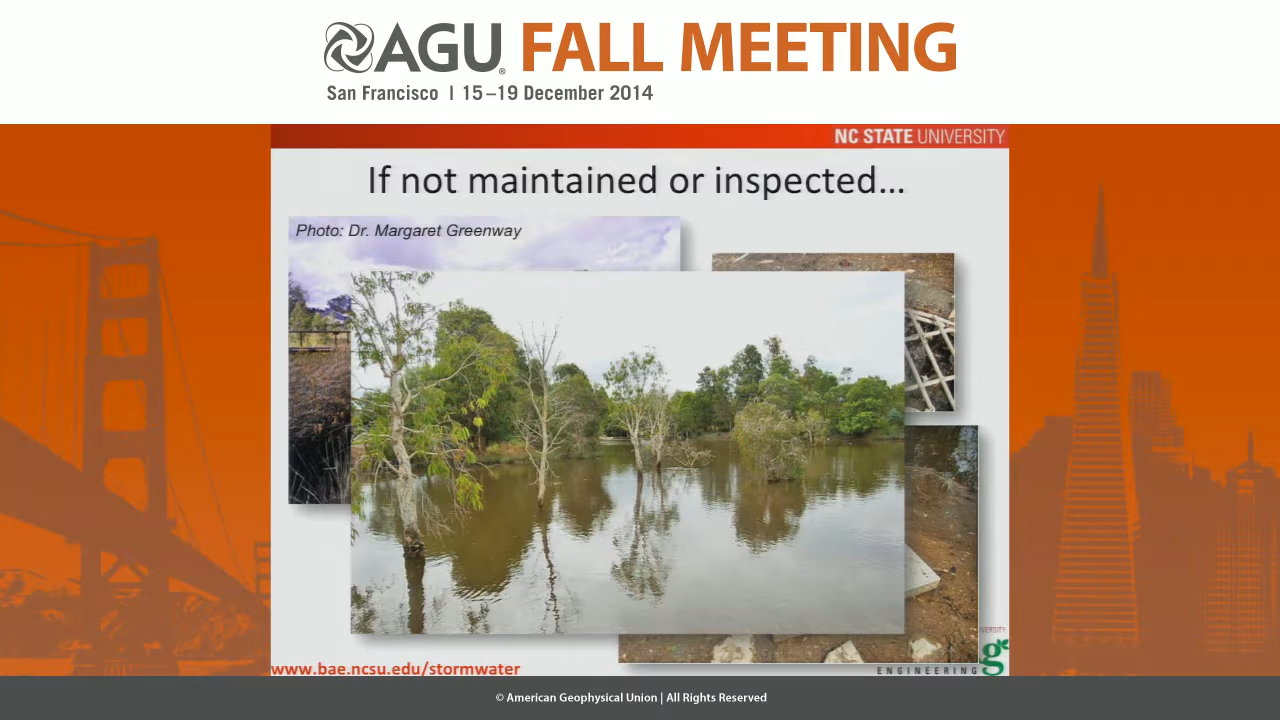 AGU® FALL MEETING
San Francisco | 15–19 December 2014
NC STATE UNIVERSITY
If not maintained or inspected...
Photo: Dr. Margaret Greenway
VERSITY
www.bae.ncsu.edu/stormwater
ENGINEERING
© American Geophysical Union | All Rights Reserved